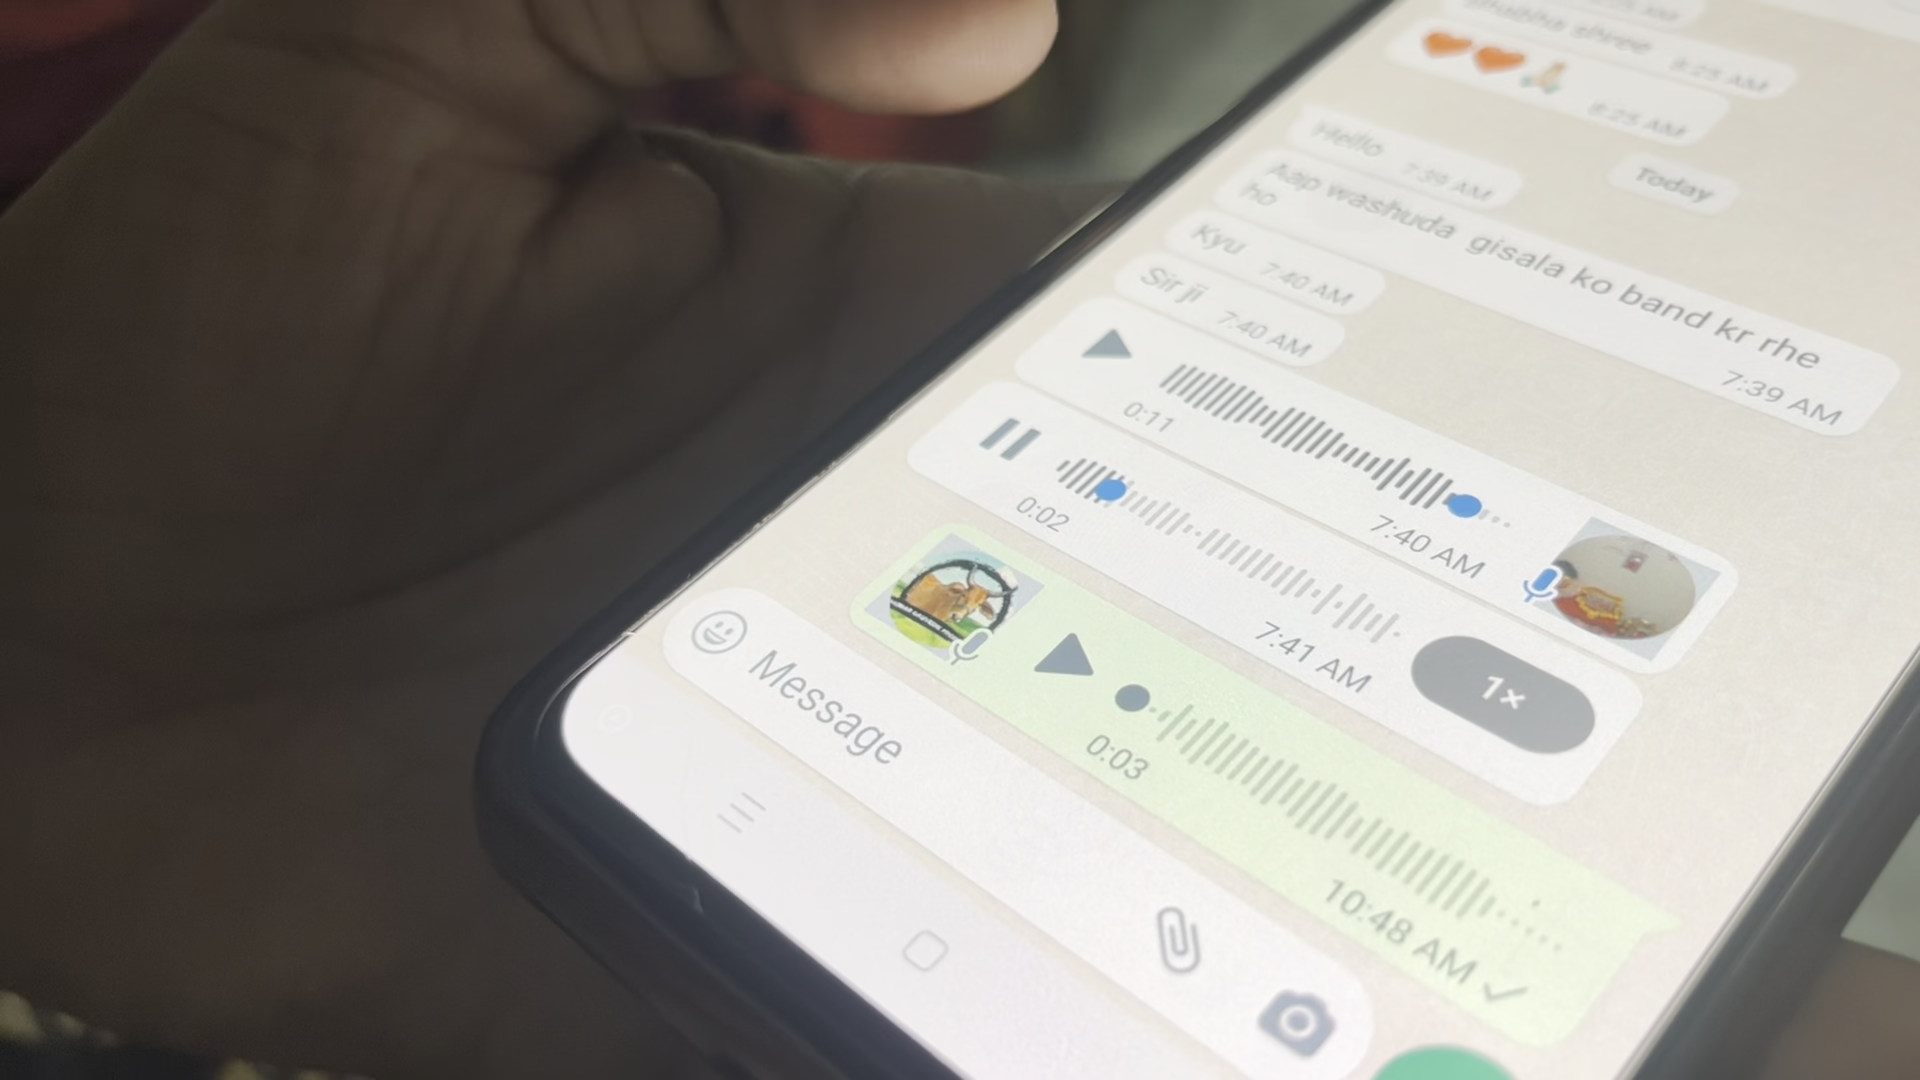 shree 8:25 AM
8:25 AM
Today
Hello 7:39 AM
Aap washuda gisala ko band kr rhe
ho 7:39 AM
Kyu 7:40 AM
Sir ji 7:40 AM
0:11 7:40 AM
0:02 7:41 AM
1×
0:03 10:48 AM
Message